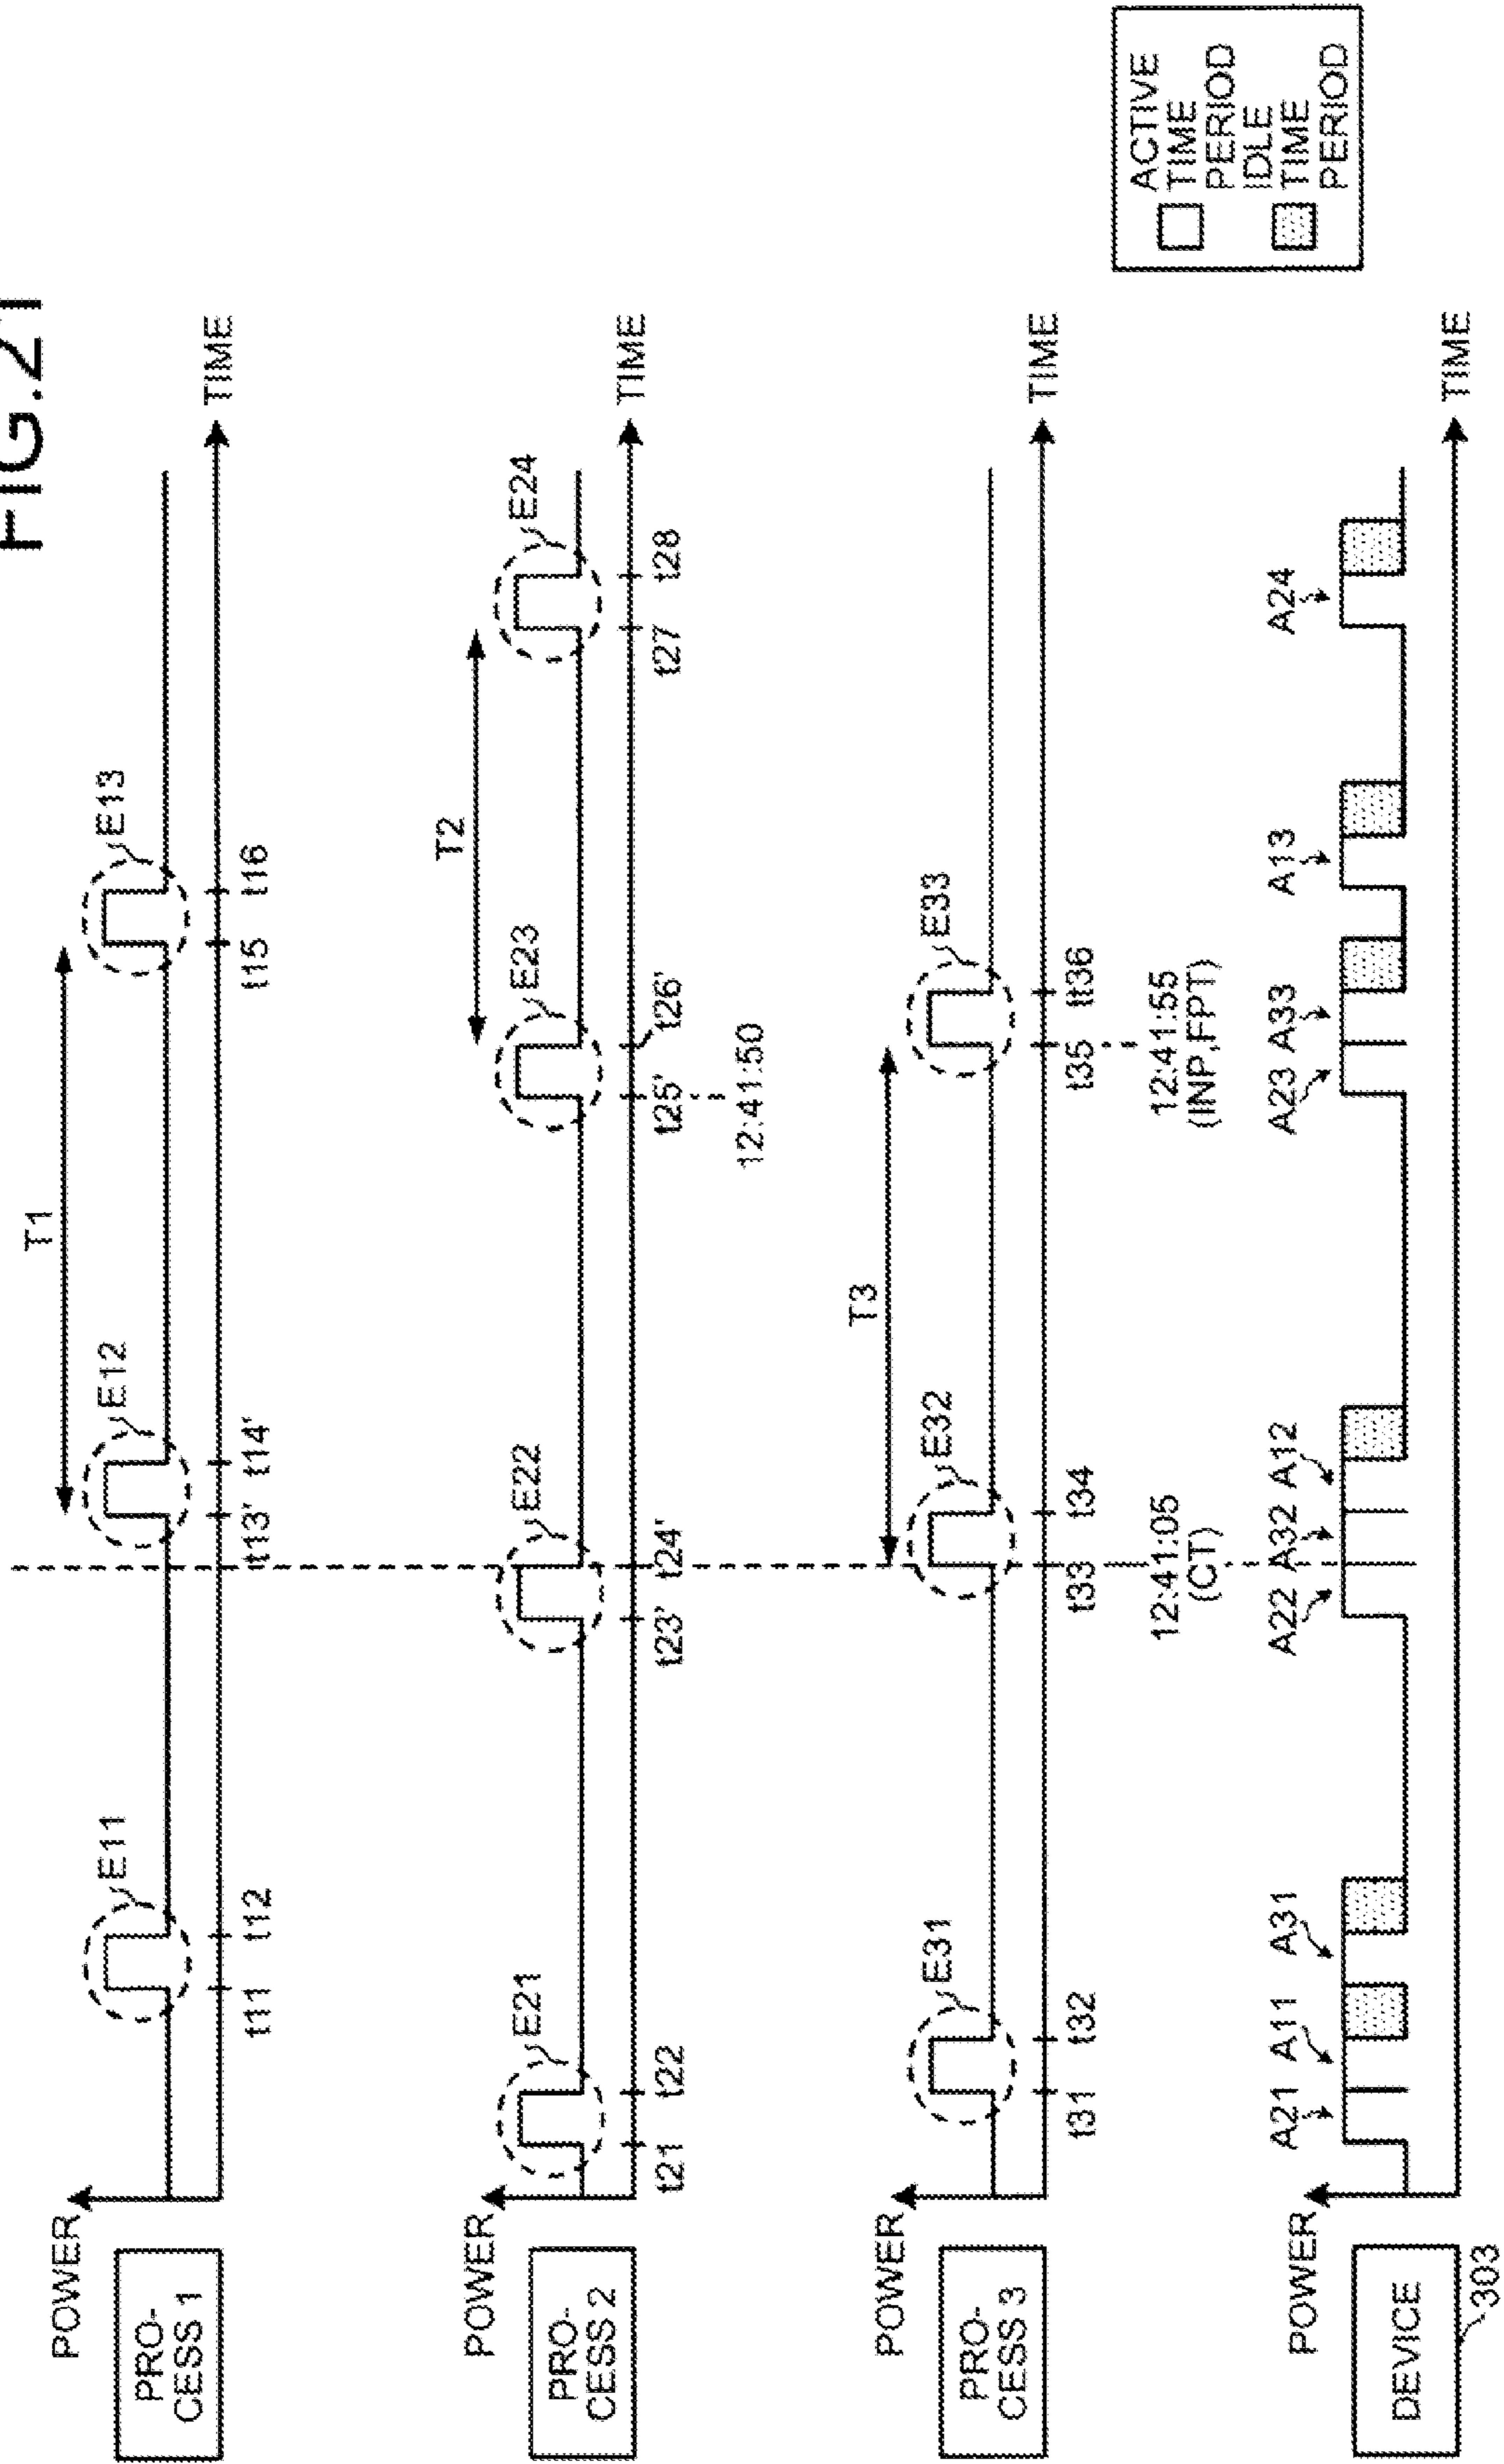 FIG.21
POWER
PRO-
CESS 1
T1
E11
E12
E13
t11
t12
t13'
t14'
t15
t16
TIME
POWER
PRO-
CESS 2
T2
E21
E22
E23
E24
t21
t22
t23'
t24'
t25'
t26'
t27
t28
TIME
12:41:50
POWER
PRO-
CESS 3
T3
E31
E32
E33
t31
t32
t33
t34
t35
t36
TIME
12:41:05
(CT)
12:41:55
(INP,FPT)
POWER
DEVICE
303
A21
A11
A31
A22
A32
A12
A23
A33
A13
A24
TIME
ACTIVE
TIME
PERIOD
IDLE
TIME
PERIOD